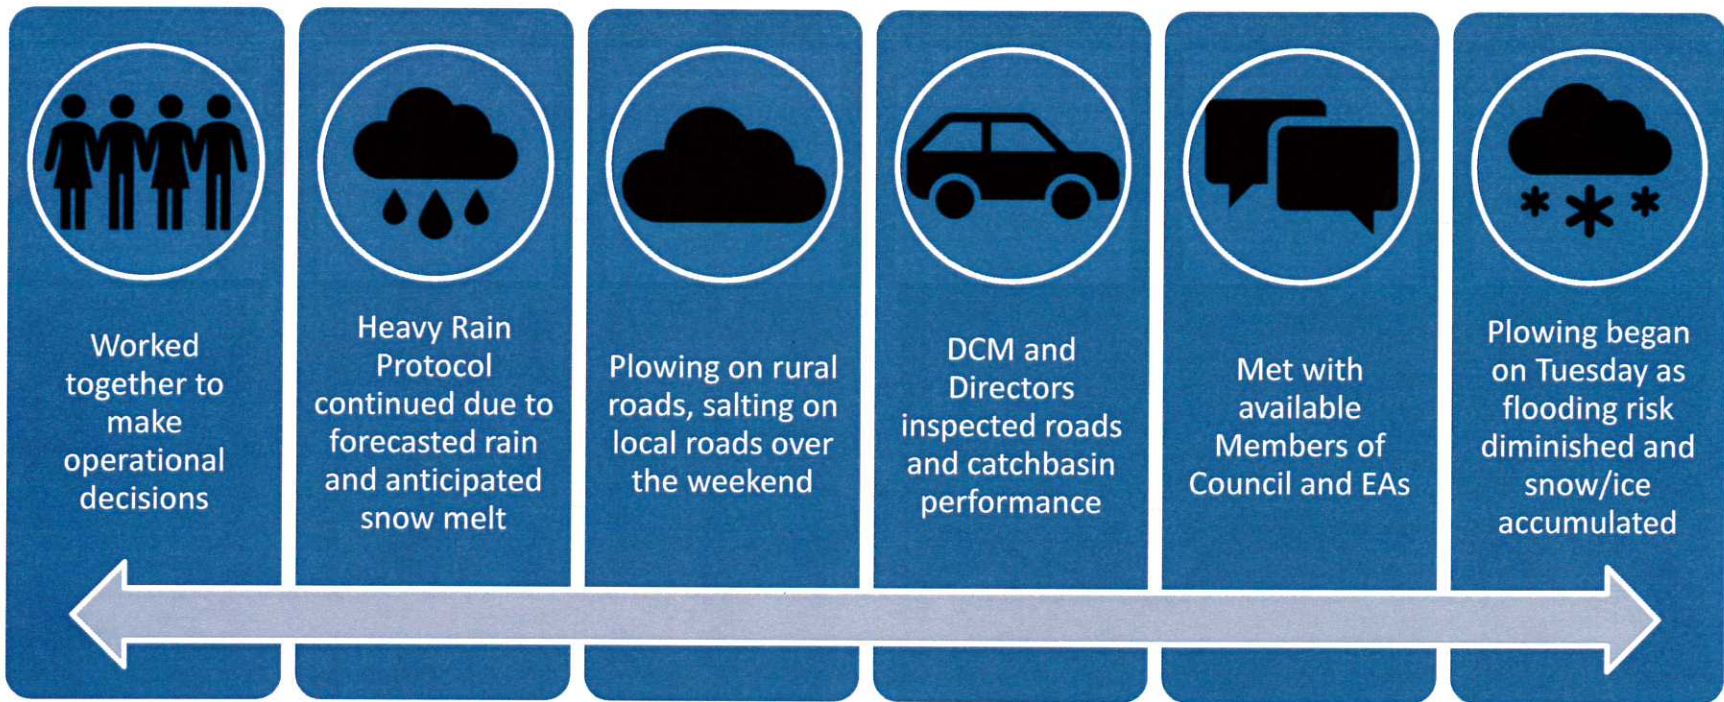 Worked
together to
make
operational
decisions
Heavy Rain
Protocol
continued due to
forecasted rain
and anticipated
snow melt
Plowing on rural
roads, salting on
local roads over
the weekend
DCM and
Directors
inspected roads
and catchbasin
performance
Met with
available
Members of
Council and EAs
Plowing began
on Tuesday as
flooding risk
diminished and
snow/ice
accumulated